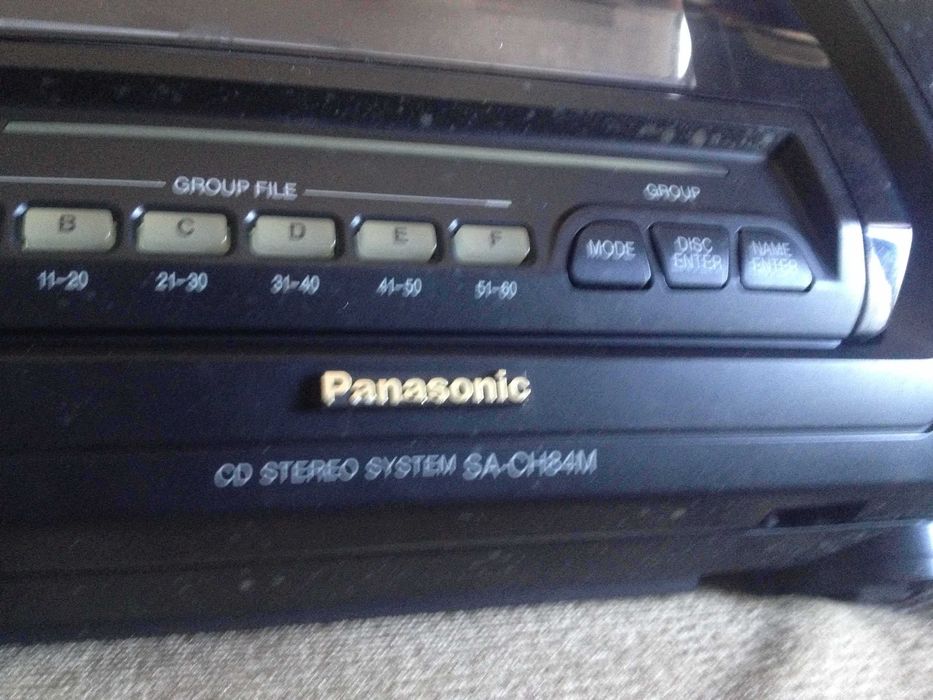 GROUP FILE
GROUP
B C D E F
MODE DISC ENTER NAME ENTER
11-20 21-30 31-40 41-50 51-60
Panasonic
CD STEREO SYSTEM SA-CH84M